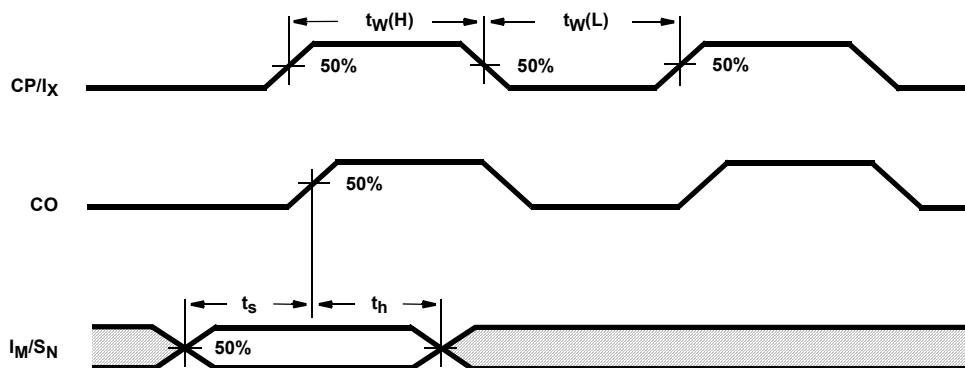 tW(H) tW(L)
CP/IX 50% 50% 50%
CO 50%
ts th
IM/SN 50%